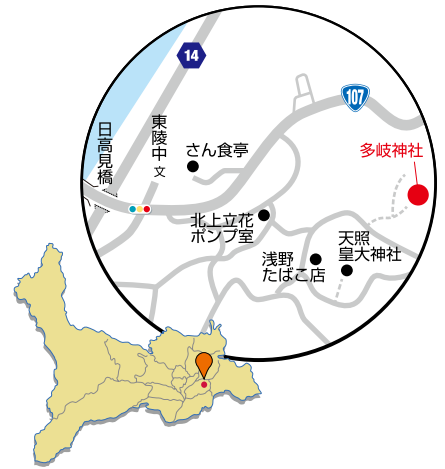 14
107
日高見橋
東陵中
文
さん食亭
多岐神社
北上立花
ポンプ室
浅野
たばこ店
天照
皇大神社